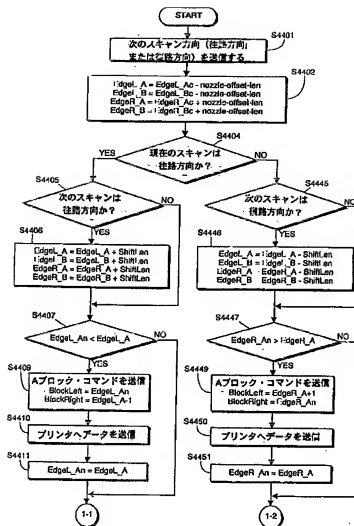 START
S4401
次のスキャン方向（往路方向
または復路方向）を送信する
S4402
EdgeL_A = EdgeL_Ac - nozzle-offset-len
EdgeL_B = EdgeL_Bc - nozzle-offset-len
EdgeR_A = EdgeR_Ac + nozzle-offset-len
EdgeR_B = EdgeR_Bc + nozzle-offset-len
S4404
現在のスキャンは
往路方向か？
YES
NO
S4405
次のスキャンは
往路方向か？
NO
YES
S4406
EdgeL_A = EdgeL_A + ShiftLen
EdgeL_B = EdgeL_B + ShiftLen
EdgeR_A = EdgeR_A + ShiftLen
EdgeR_B = EdgeR_B + ShiftLen
S4407
EdgeL_An < EdgeL_A
NO
YES
S4409
Aブロック・コマンドを送信
BlockLeft = EdgeL_An
BlockRight = EdgeL_A-1
S4410
プリンタへデータを送信
S4411
EdgeL_An = EdgeL_A
1-1
S4445
次のスキャンは
復路方向か？
NO
YES
S4446
EdgeL_A = EdgeL_A - ShiftLen
EdgeL_B = EdgeL_B - ShiftLen
EdgeR_A EdgeR_A - ShiftLen
EdgeR_B EdgeR_B - ShiftLen
S4447
EdgeR_An > EdgeR_A
NO
YES
S4449
Aブロック・コマンドを送信
BlockLeft = EdgeR_A+1
BlockRight = EdgeR_An
S4450
プリンタへデータを送信
S4451
EdgeR_An = EdgeR_A
1-2